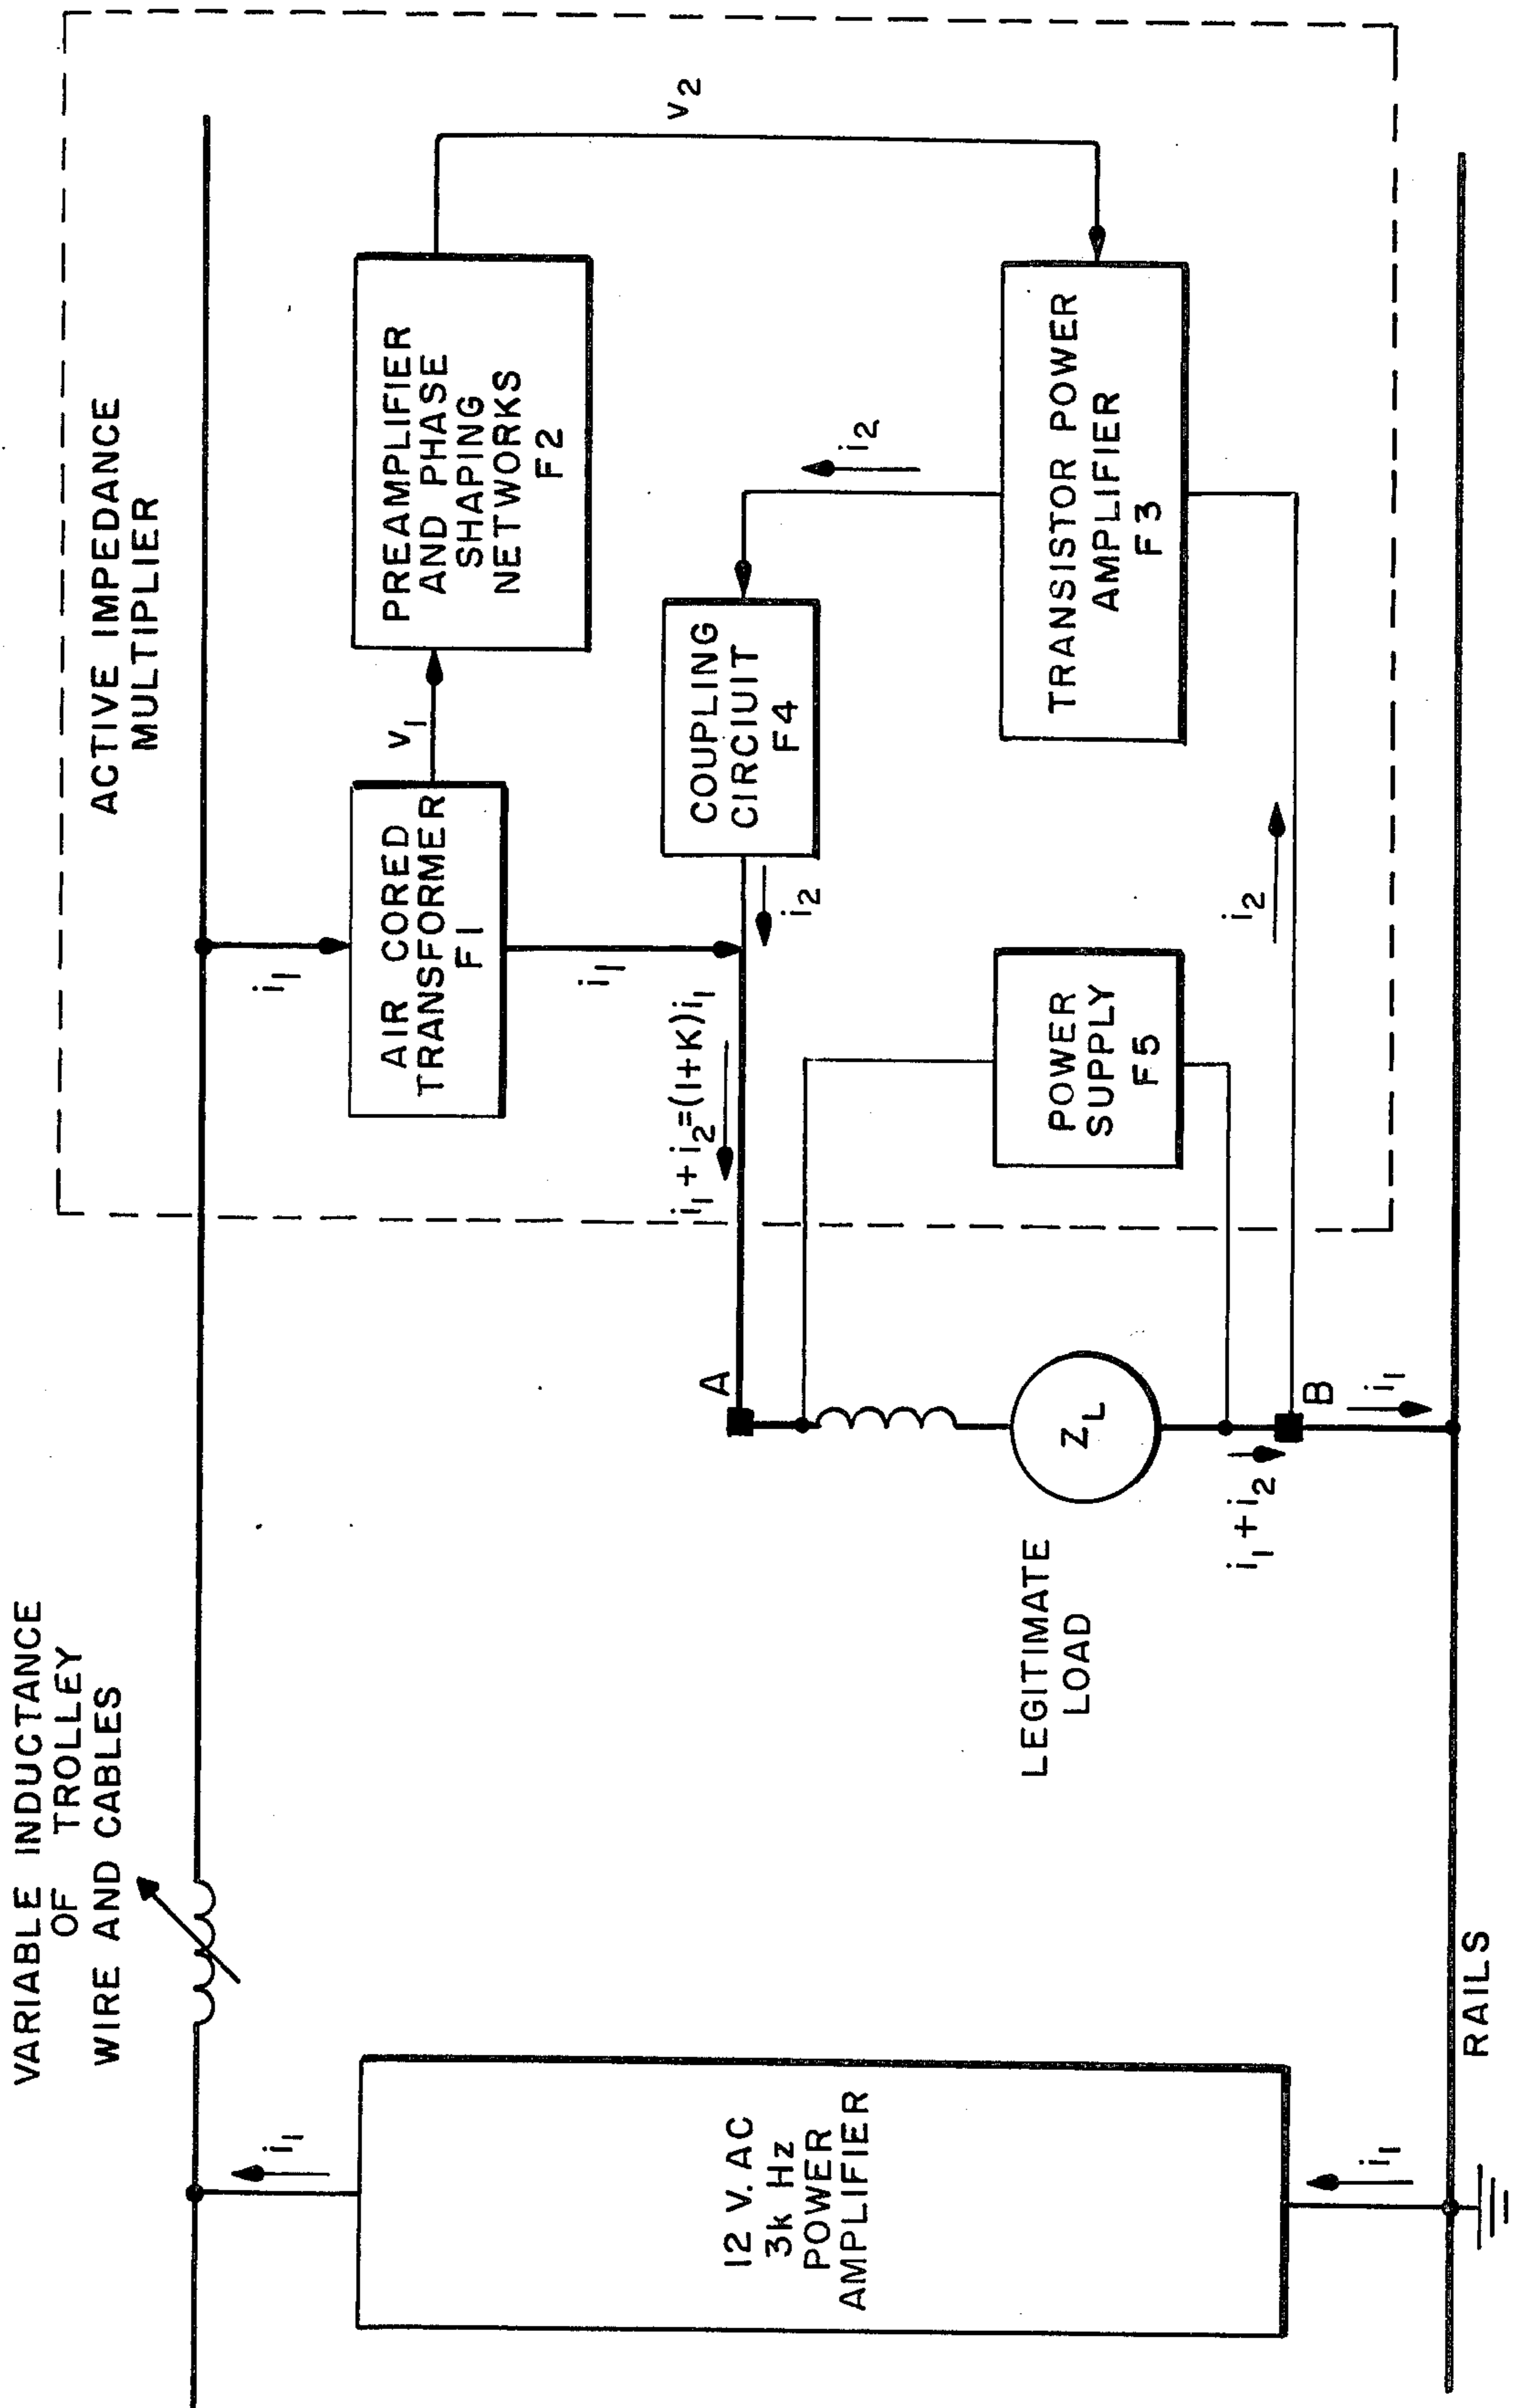 VARIABLE INDUCTANCE
OF TROLLEY
WIRE AND CABLES
ACTIVE IMPEDANCE
MULTIPLIER
i1
12 V. AC
3k Hz
POWER
AMPLIFIER
i1
RAILS
LEGITIMATE
LOAD
A
ZL
i1 + i2
B
i1
i1 + i2 = (1+K)i1
i1
AIR CORED
TRANSFORMER
F1
i1
v1
PREAMPLIFIER
AND PHASE
SHAPING
NETWORKS
F2
v2
COUPLING
CIRCIUIT
F4
i2
i2
POWER
SUPPLY
F5
i2
TRANSISTOR POWER
AMPLIFIER
F3